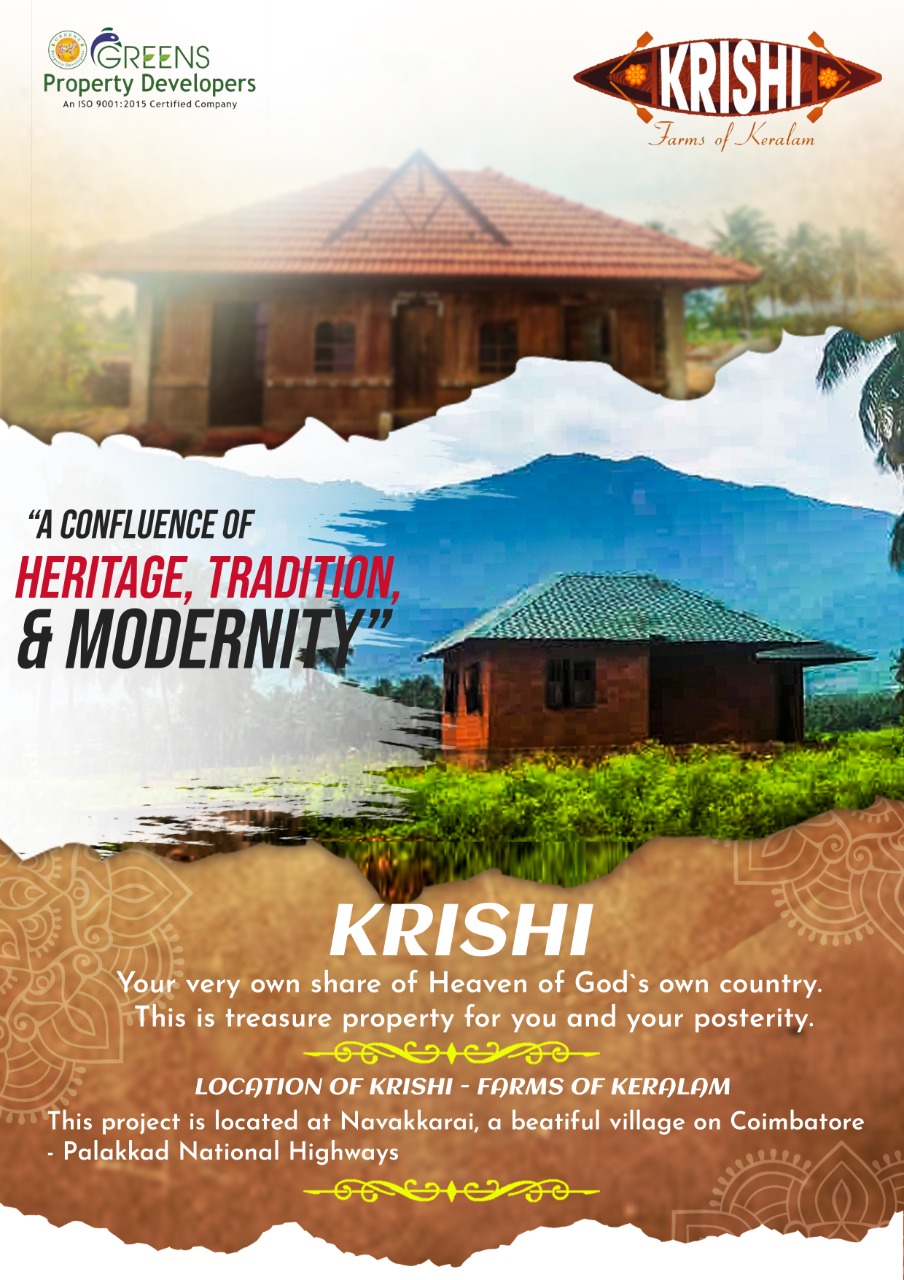 GREENS
Property Developers
An ISO 9001:2015 Certified Company
KRISHI
Farms of Keralam
“A CONFLUENCE OF
HERITAGE, TRADITION,
& MODERNITY”
KRISHI
Your very own share of Heaven of God`s own country.
This is treasure property for you and your posterity.
LOCATION OF KRISHI - FARMS OF KERALAM
This project is located at Navakkarai, a beatiful village on Coimbatore
- Palakkad National Highways